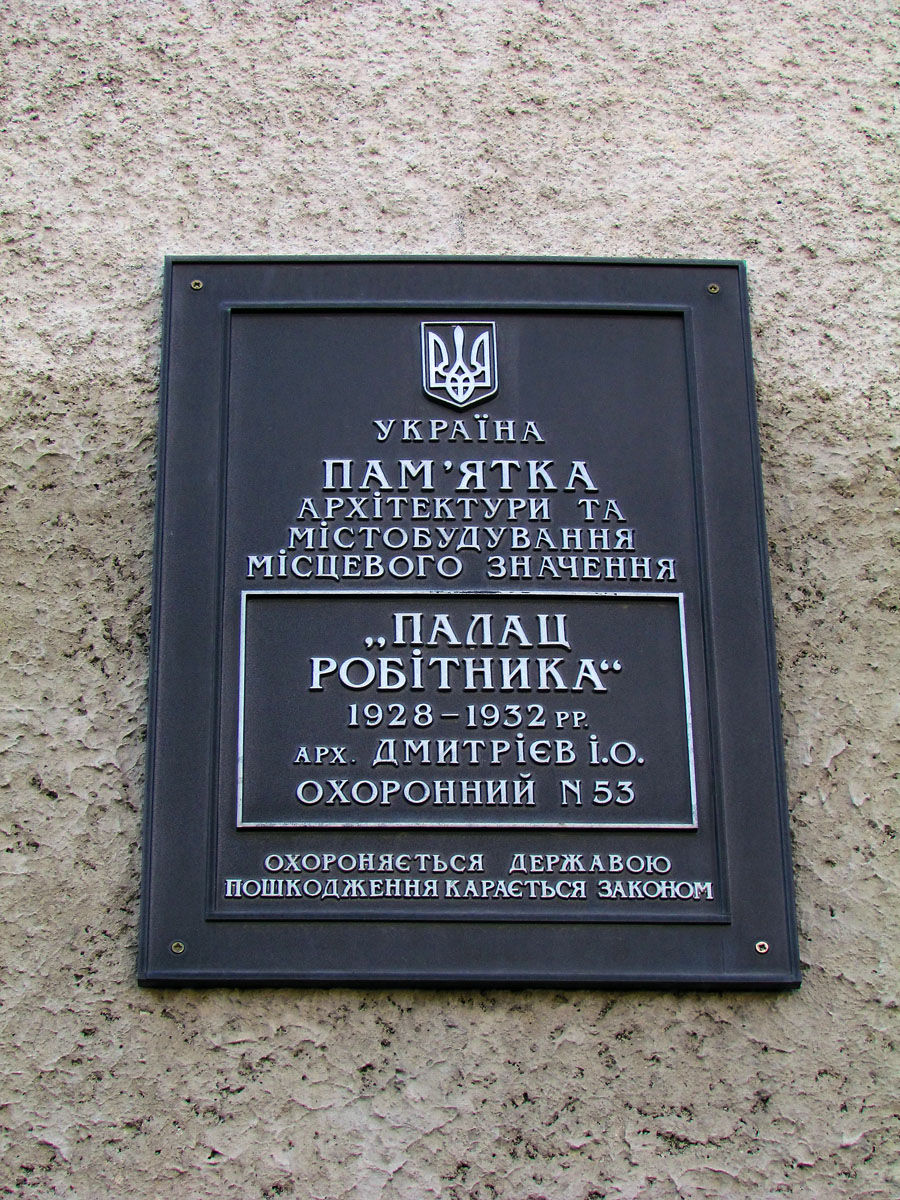 УКРАЇНА
ПАМ’ЯТКА
АРХІТЕКТУРИ ТА
МІСТОБУДУВАННЯ
МІСЦЕВОГО ЗНАЧЕННЯ
„ПАЛАЦ
РОБІТНИКА“
1928–1932 РР.
АРХ. ДМИТРІЄВ І.О.
ОХОРОННИЙ N 53
ОХОРОНЯЄТЬСЯ ДЕРЖАВОЮ
ПОШКОДЖЕННЯ КАРАЄТЬСЯ ЗАКОНОМ